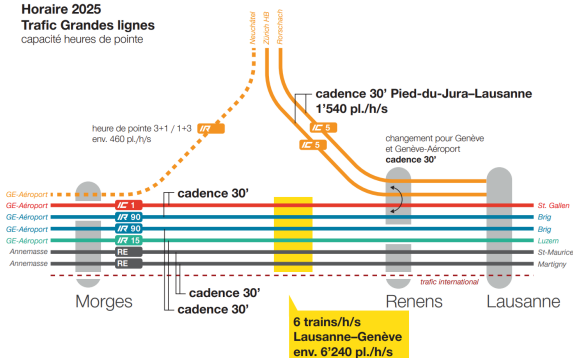 Horaire 2025
Trafic Grandes lignes
capacité heures de pointe
Neuchâtel
Zürich HB
Rorschach
cadence 30’ Pied-du-Jura–Lausanne
1’540 pl./h/s
heure de pointe 3+1 / 1+3
env. 460 pl./h/s
IR
IC 5
IC 5
changement pour Genève
et Genève-Aéroport
cadence 30’
GE-Aéroport
cadence 30’
GE-Aéroport IC 1 St. Gallen
GE-Aéroport IR 90 Brig
GE-Aéroport IR 90 Brig
GE-Aéroport IR 15 Luzern
Annemasse RE St-Maurice
Annemasse RE Martigny
trafic international
cadence 30’
cadence 30’
Morges
Renens
Lausanne
6 trains/h/s
Lausanne–Genève
env. 6’240 pl./h/s